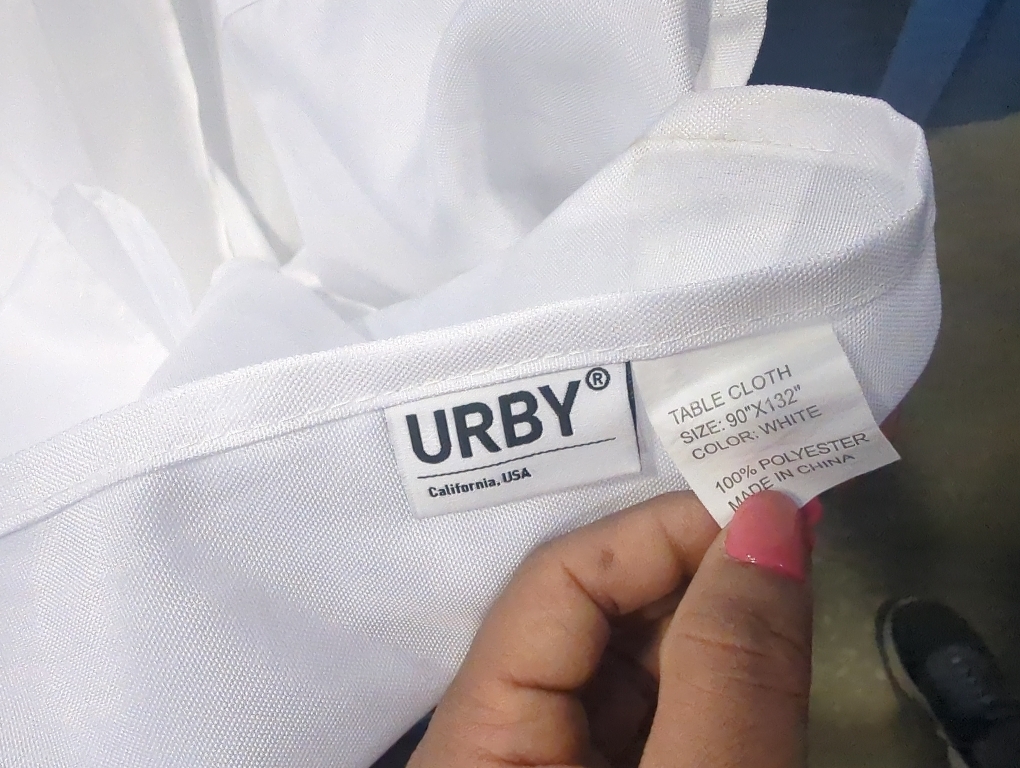 URBY®
California, USA
TABLE CLOTH
SIZE: 90"X132"
COLOR: WHITE
100% POLYESTER
MADE IN CHINA